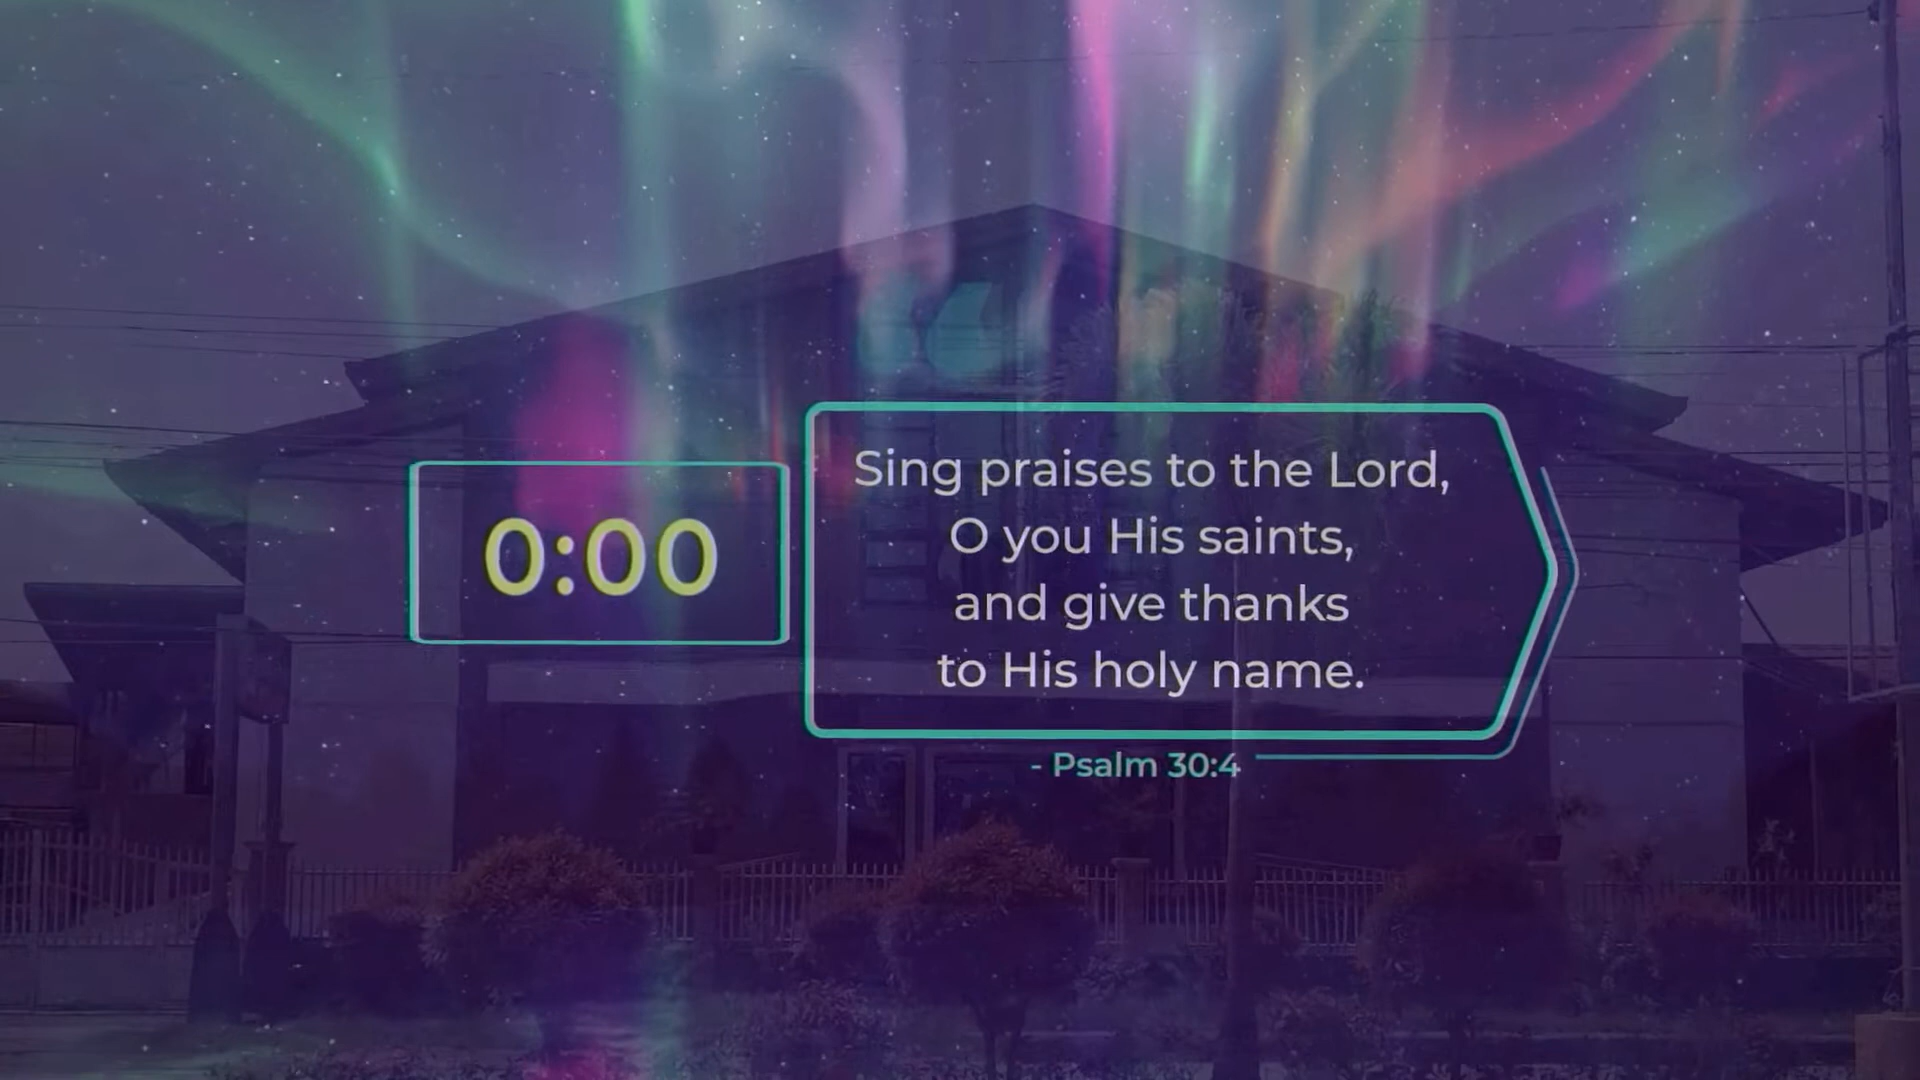 0:00
Sing praises to the Lord,
O you His saints,
and give thanks
to His holy name.
- Psalm 30:4